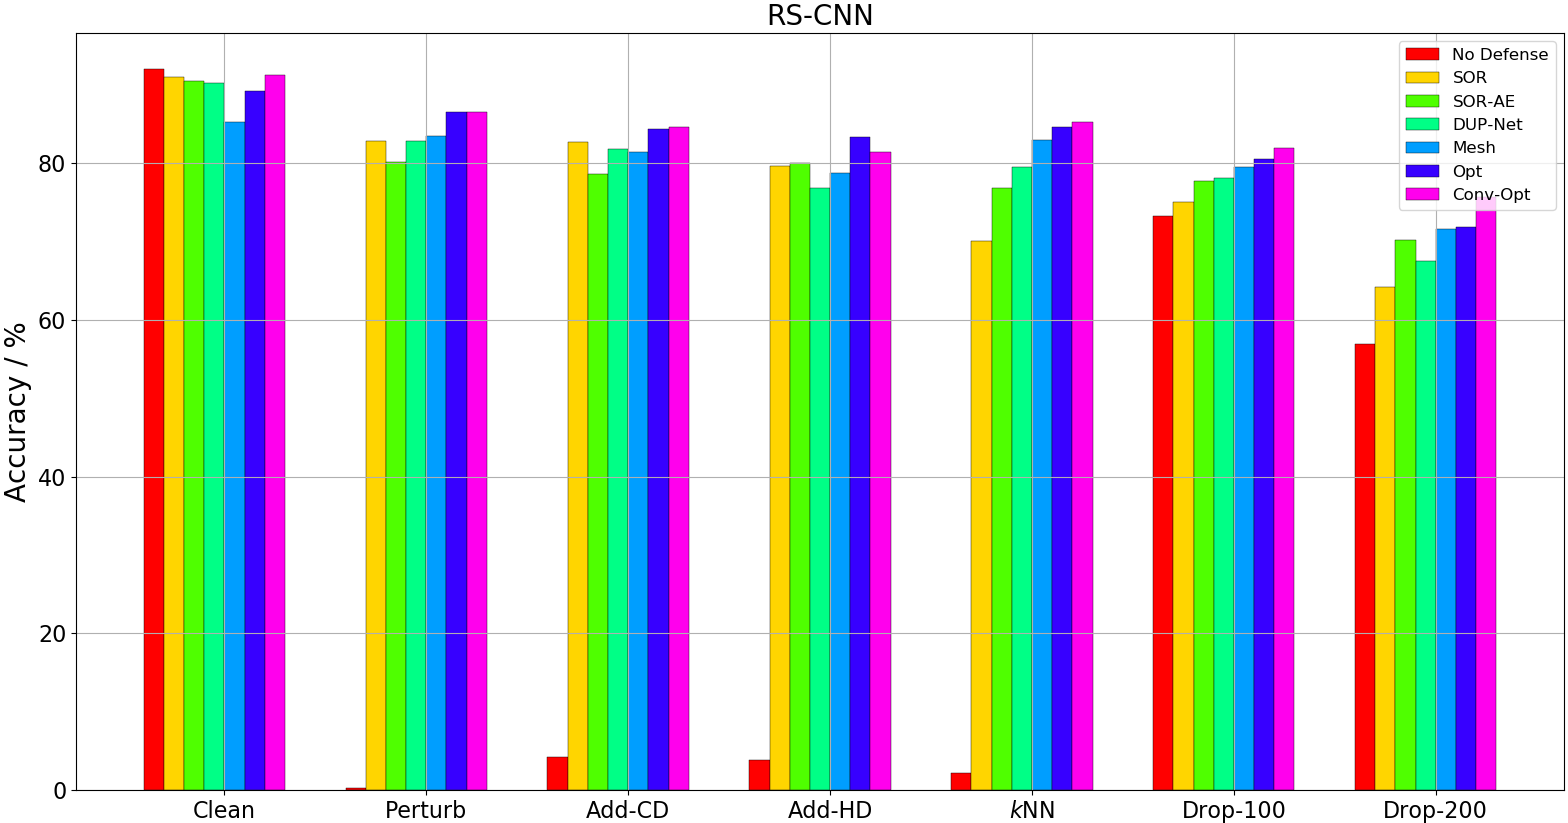 RS-CNN
Accuracy / %
80
60
40
20
0
No Defense
SOR
SOR-AE
DUP-Net
Mesh
Opt
Conv-Opt
Clean Perturb Add-CD Add-HD kNN Drop-100 Drop-200